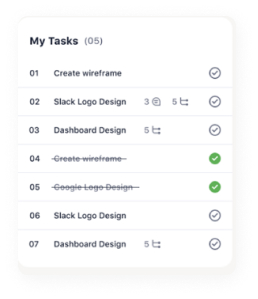 My Tasks (05)
01 Create wireframe
02 Slack Logo Design 3 5
03 Dashboard Design 5
04 Create wireframe
05 Google Logo Design
06 Slack Logo Design
07 Dashboard Design 5